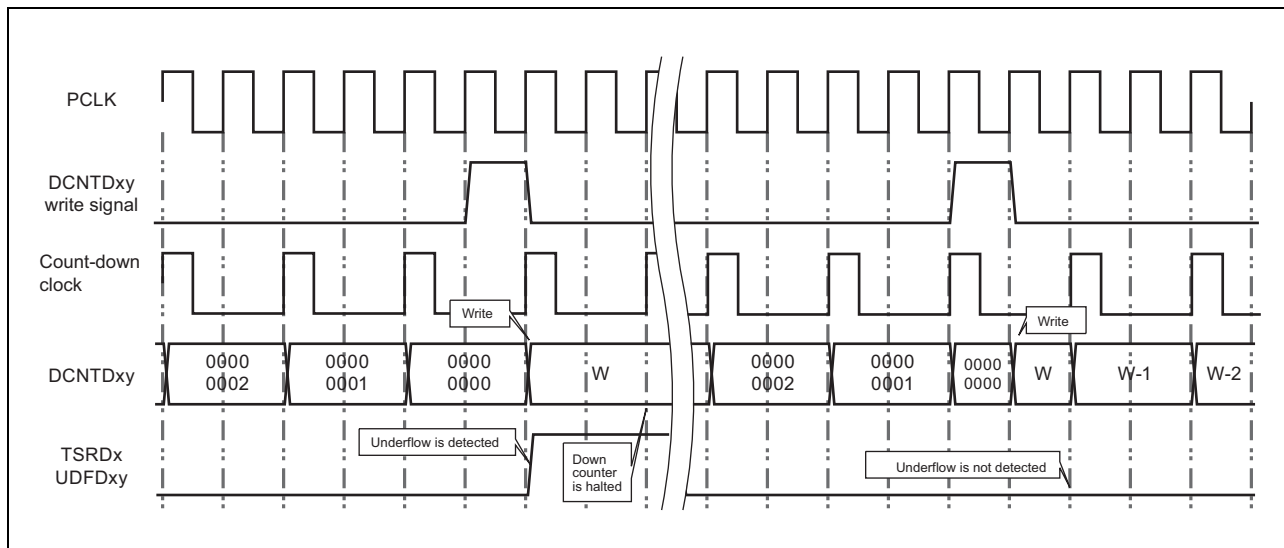 PCLK
DCNTDxy
write signal
Count-down
clock
Write
Write
DCNTDxy
0000
0002
0000
0001
0000
0000
W
0000
0002
0000
0001
0000
0000
W
W-1
W-2
TSRDx
UDFDxy
Underflow is detected
Down
counter
is halted
Underflow is not detected